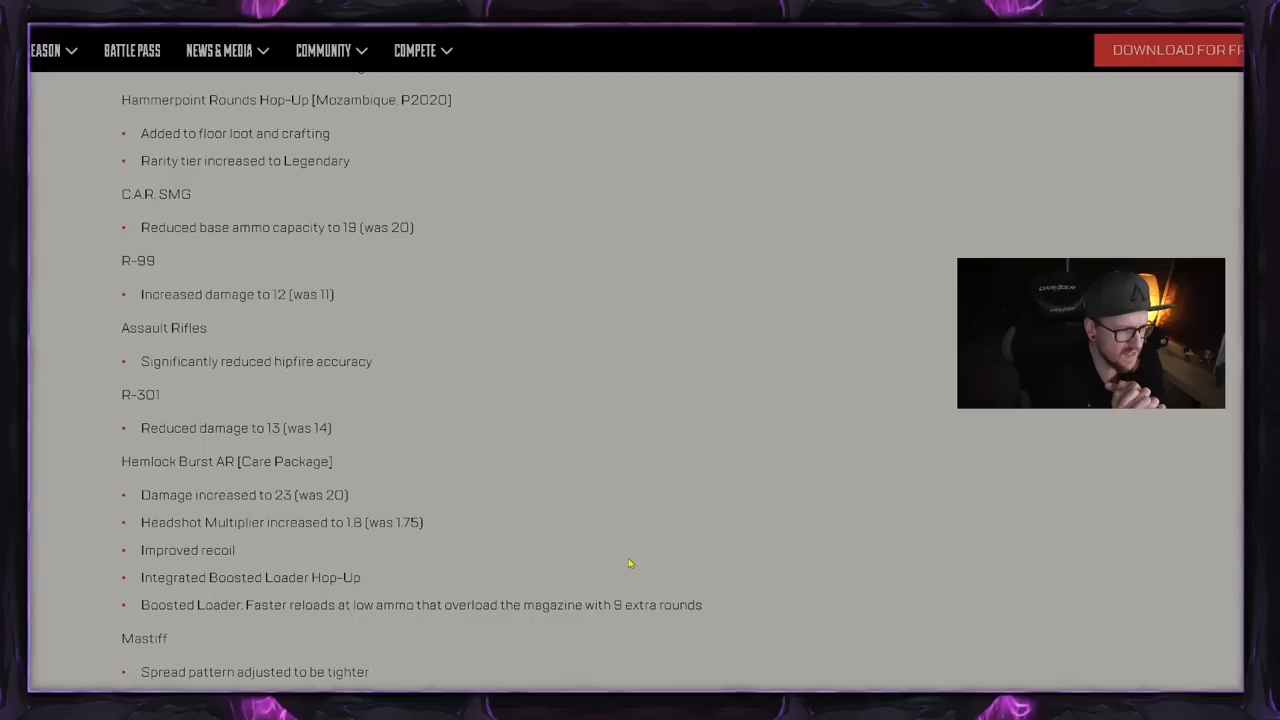 EASON
BATTLE PASS
NEWS & MEDIA
COMMUNITY
COMPETE
DOWNLOAD FOR FR
Hammerpoint Rounds Hop-Up [Mozambique, P2020]
• Added to floor loot and crafting
• Rarity tier increased to Legendary
C.A.R. SMG
• Reduced base ammo capacity to 19 (was 20)
R-99
• Increased damage to 12 (was 11)
Assault Rifles
• Significantly reduced hipfire accuracy
R-301
• Reduced damage to 13 (was 14)
Hemlock Burst AR [Care Package]
• Damage increased to 23 (was 20)
• Headshot Multiplier increased to 1.8 (was 1.75)
• Improved recoil
• Integrated Boosted Loader Hop-Up
• Boosted Loader: Faster reloads at low ammo that overload the magazine with 9 extra rounds
Mastiff
• Spread pattern adjusted to be tighter